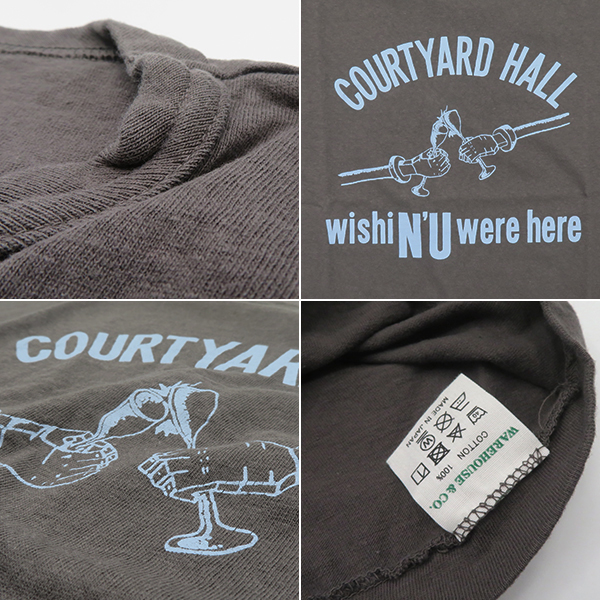 COURTYARD HALL
wishi N'U were here
COURTYAR
WAREHOUSE & CO.
COTTON 100%
MADE IN JAPAN